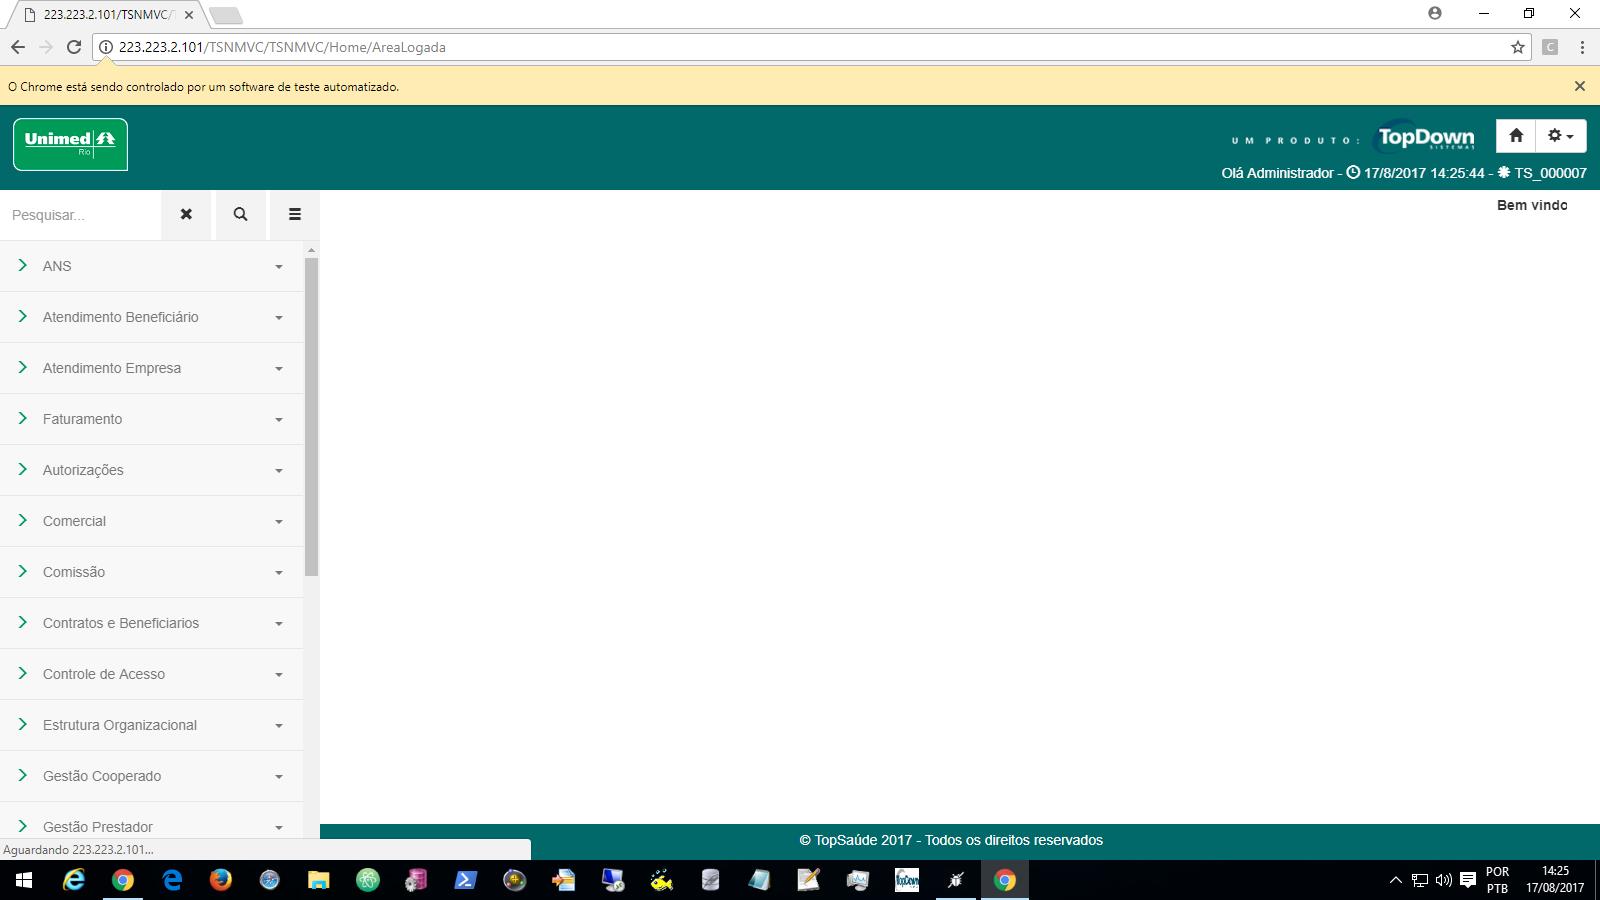 223.223.2.101/TSNMVC/
223.223.2.101/TSNMVC/TSNMVC/Home/AreaLogada
C
O Chrome está sendo controlado por um software de teste automatizado.
Unimed
Rio
UM PRODUTO:
TopDown
SISTEMAS
Olá Administrador - 17/8/2017 14:25:44 - TS_000007
Pesquisar...
Bem vindo
ANS
Atendimento Beneficiário
Atendimento Empresa
Faturamento
Autorizações
Comercial
Comissão
Contratos e Beneficiarios
Controle de Acesso
Estrutura Organizacional
Gestão Cooperado
Gestão Prestador
© TopSaúde 2017 - Todos os direitos reservados
Aguardando 223.223.2.101...
TopDown
POR
PTB
14:25
17/08/2017